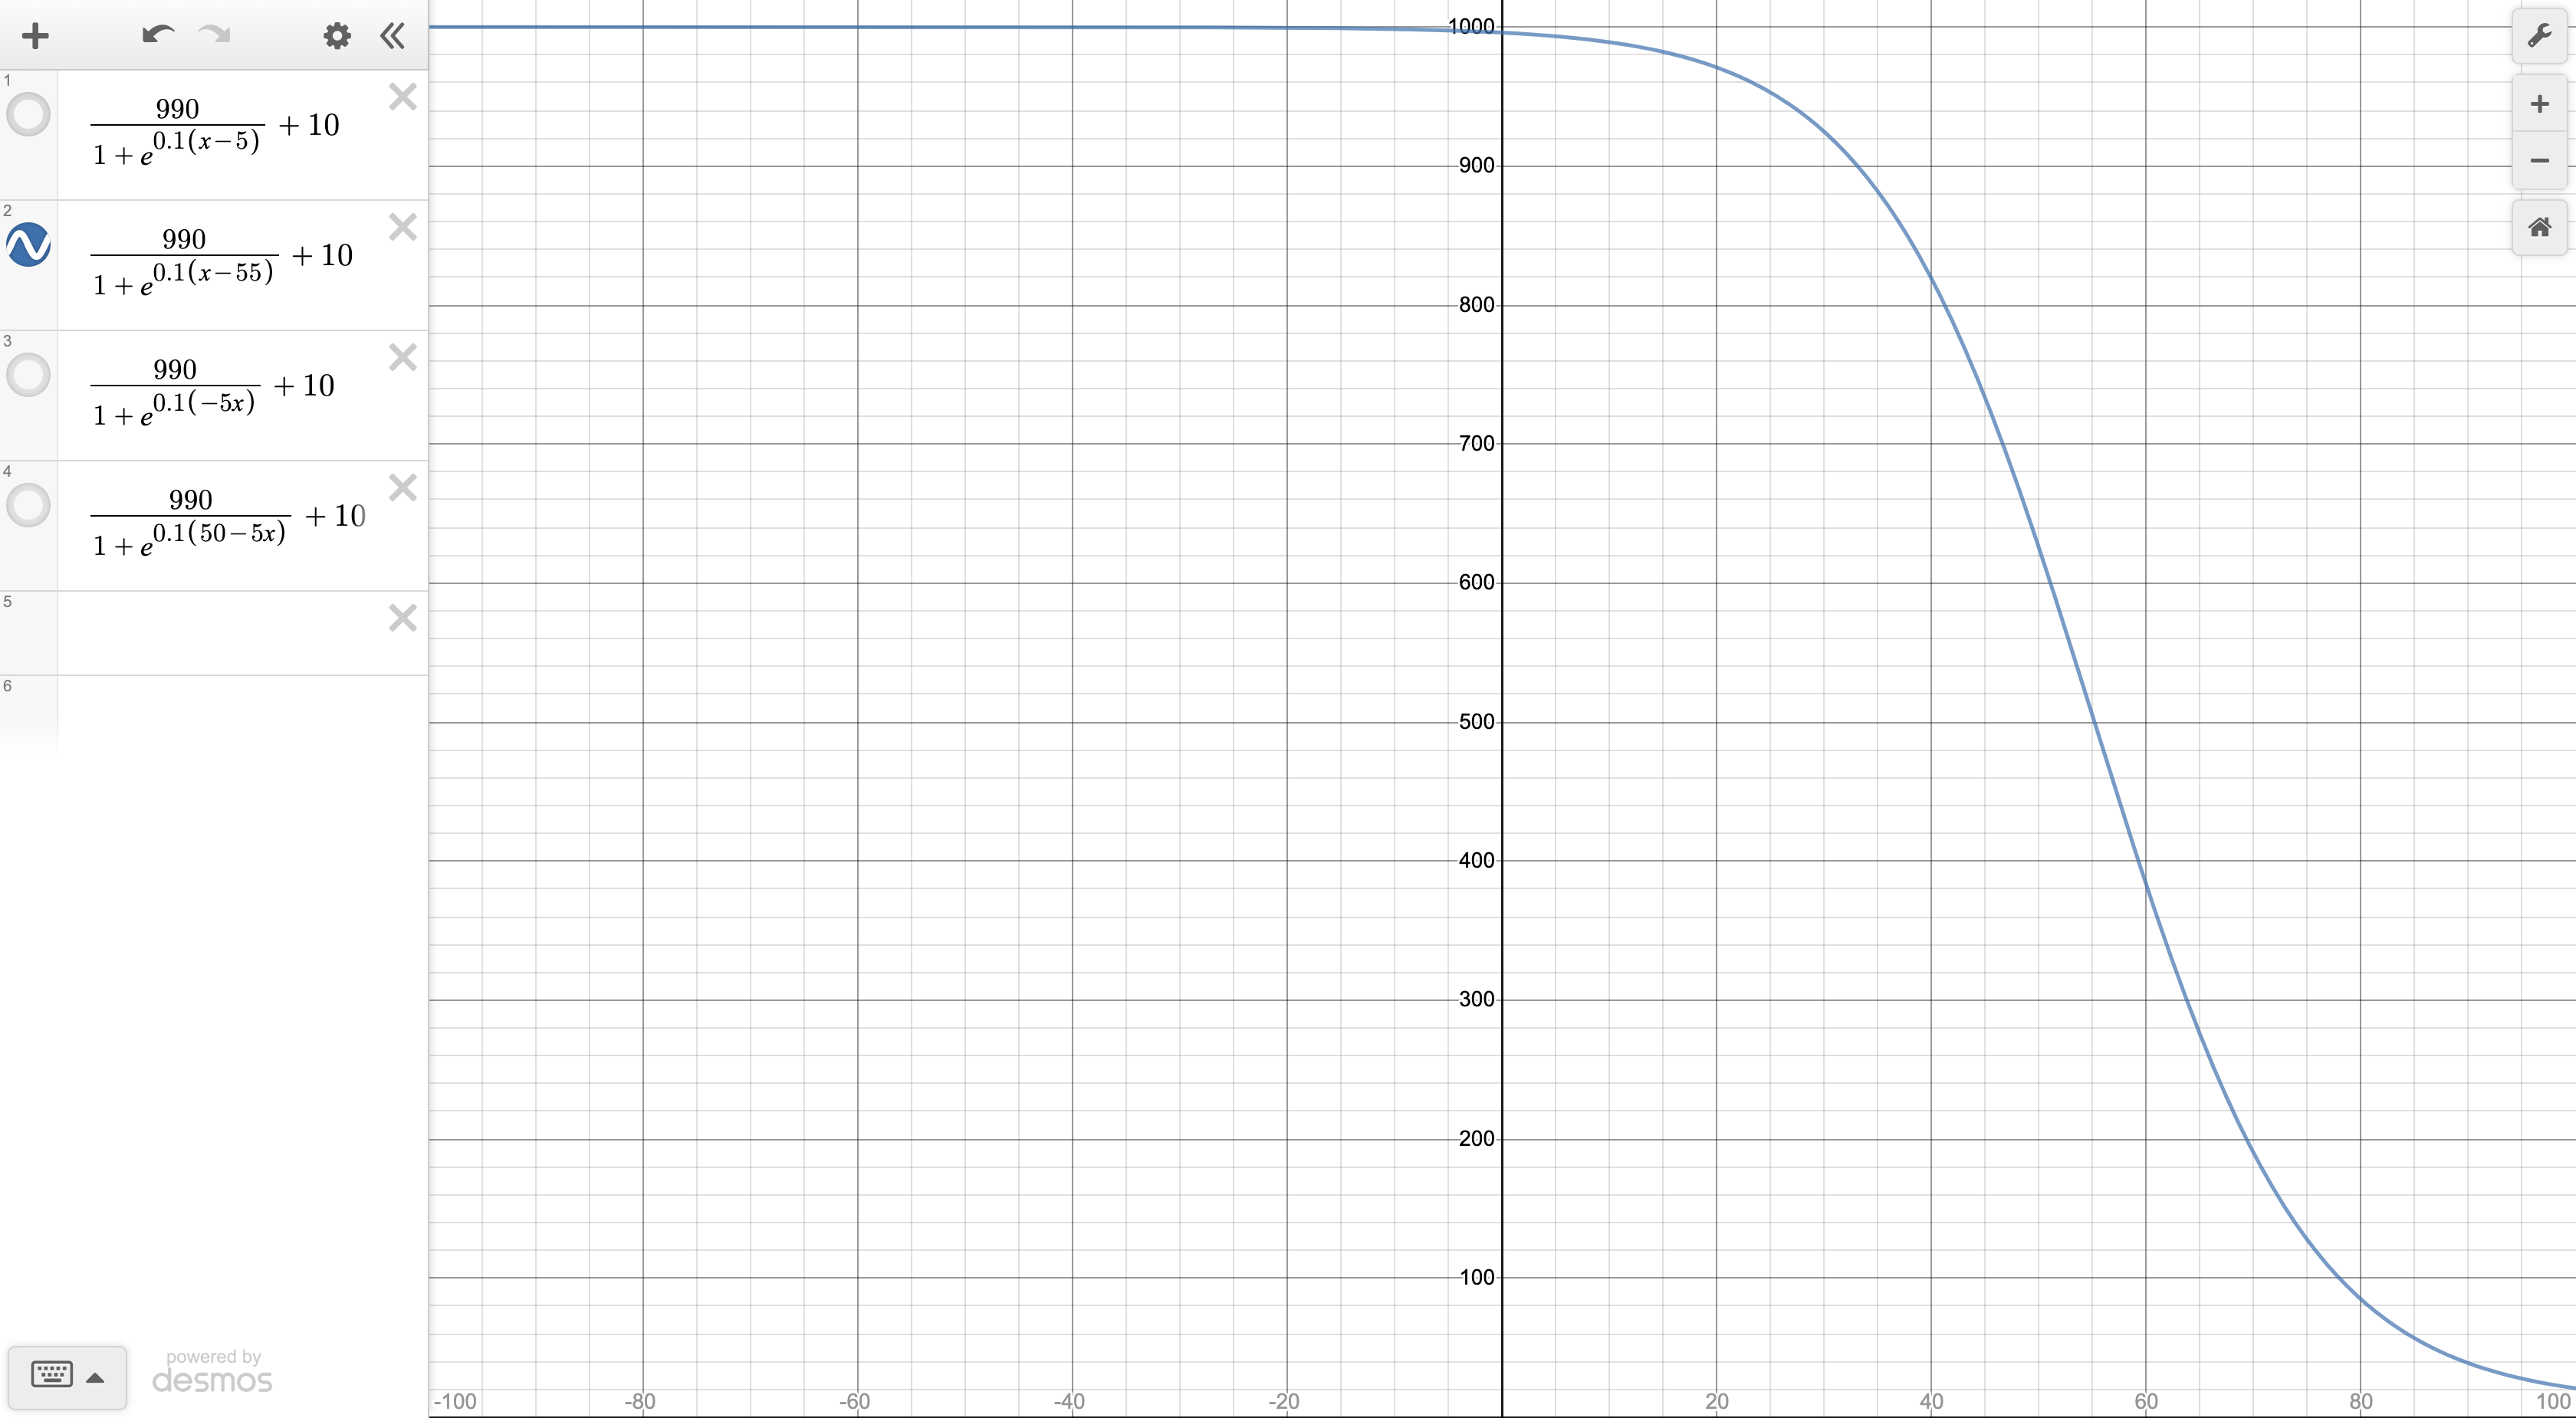 1
990
1 + e^0.1(x−5) + 10
2
990
1 + e^0.1(x−55) + 10
3
990
1 + e^0.1(−5x) + 10
4
990
1 + e^0.1(50−5x) + 10
5
6
powered by
desmos
1000
900
800
700
600
500
400
300
200
100
-100 -80 -60 -40 -20 20 40 60 80 100